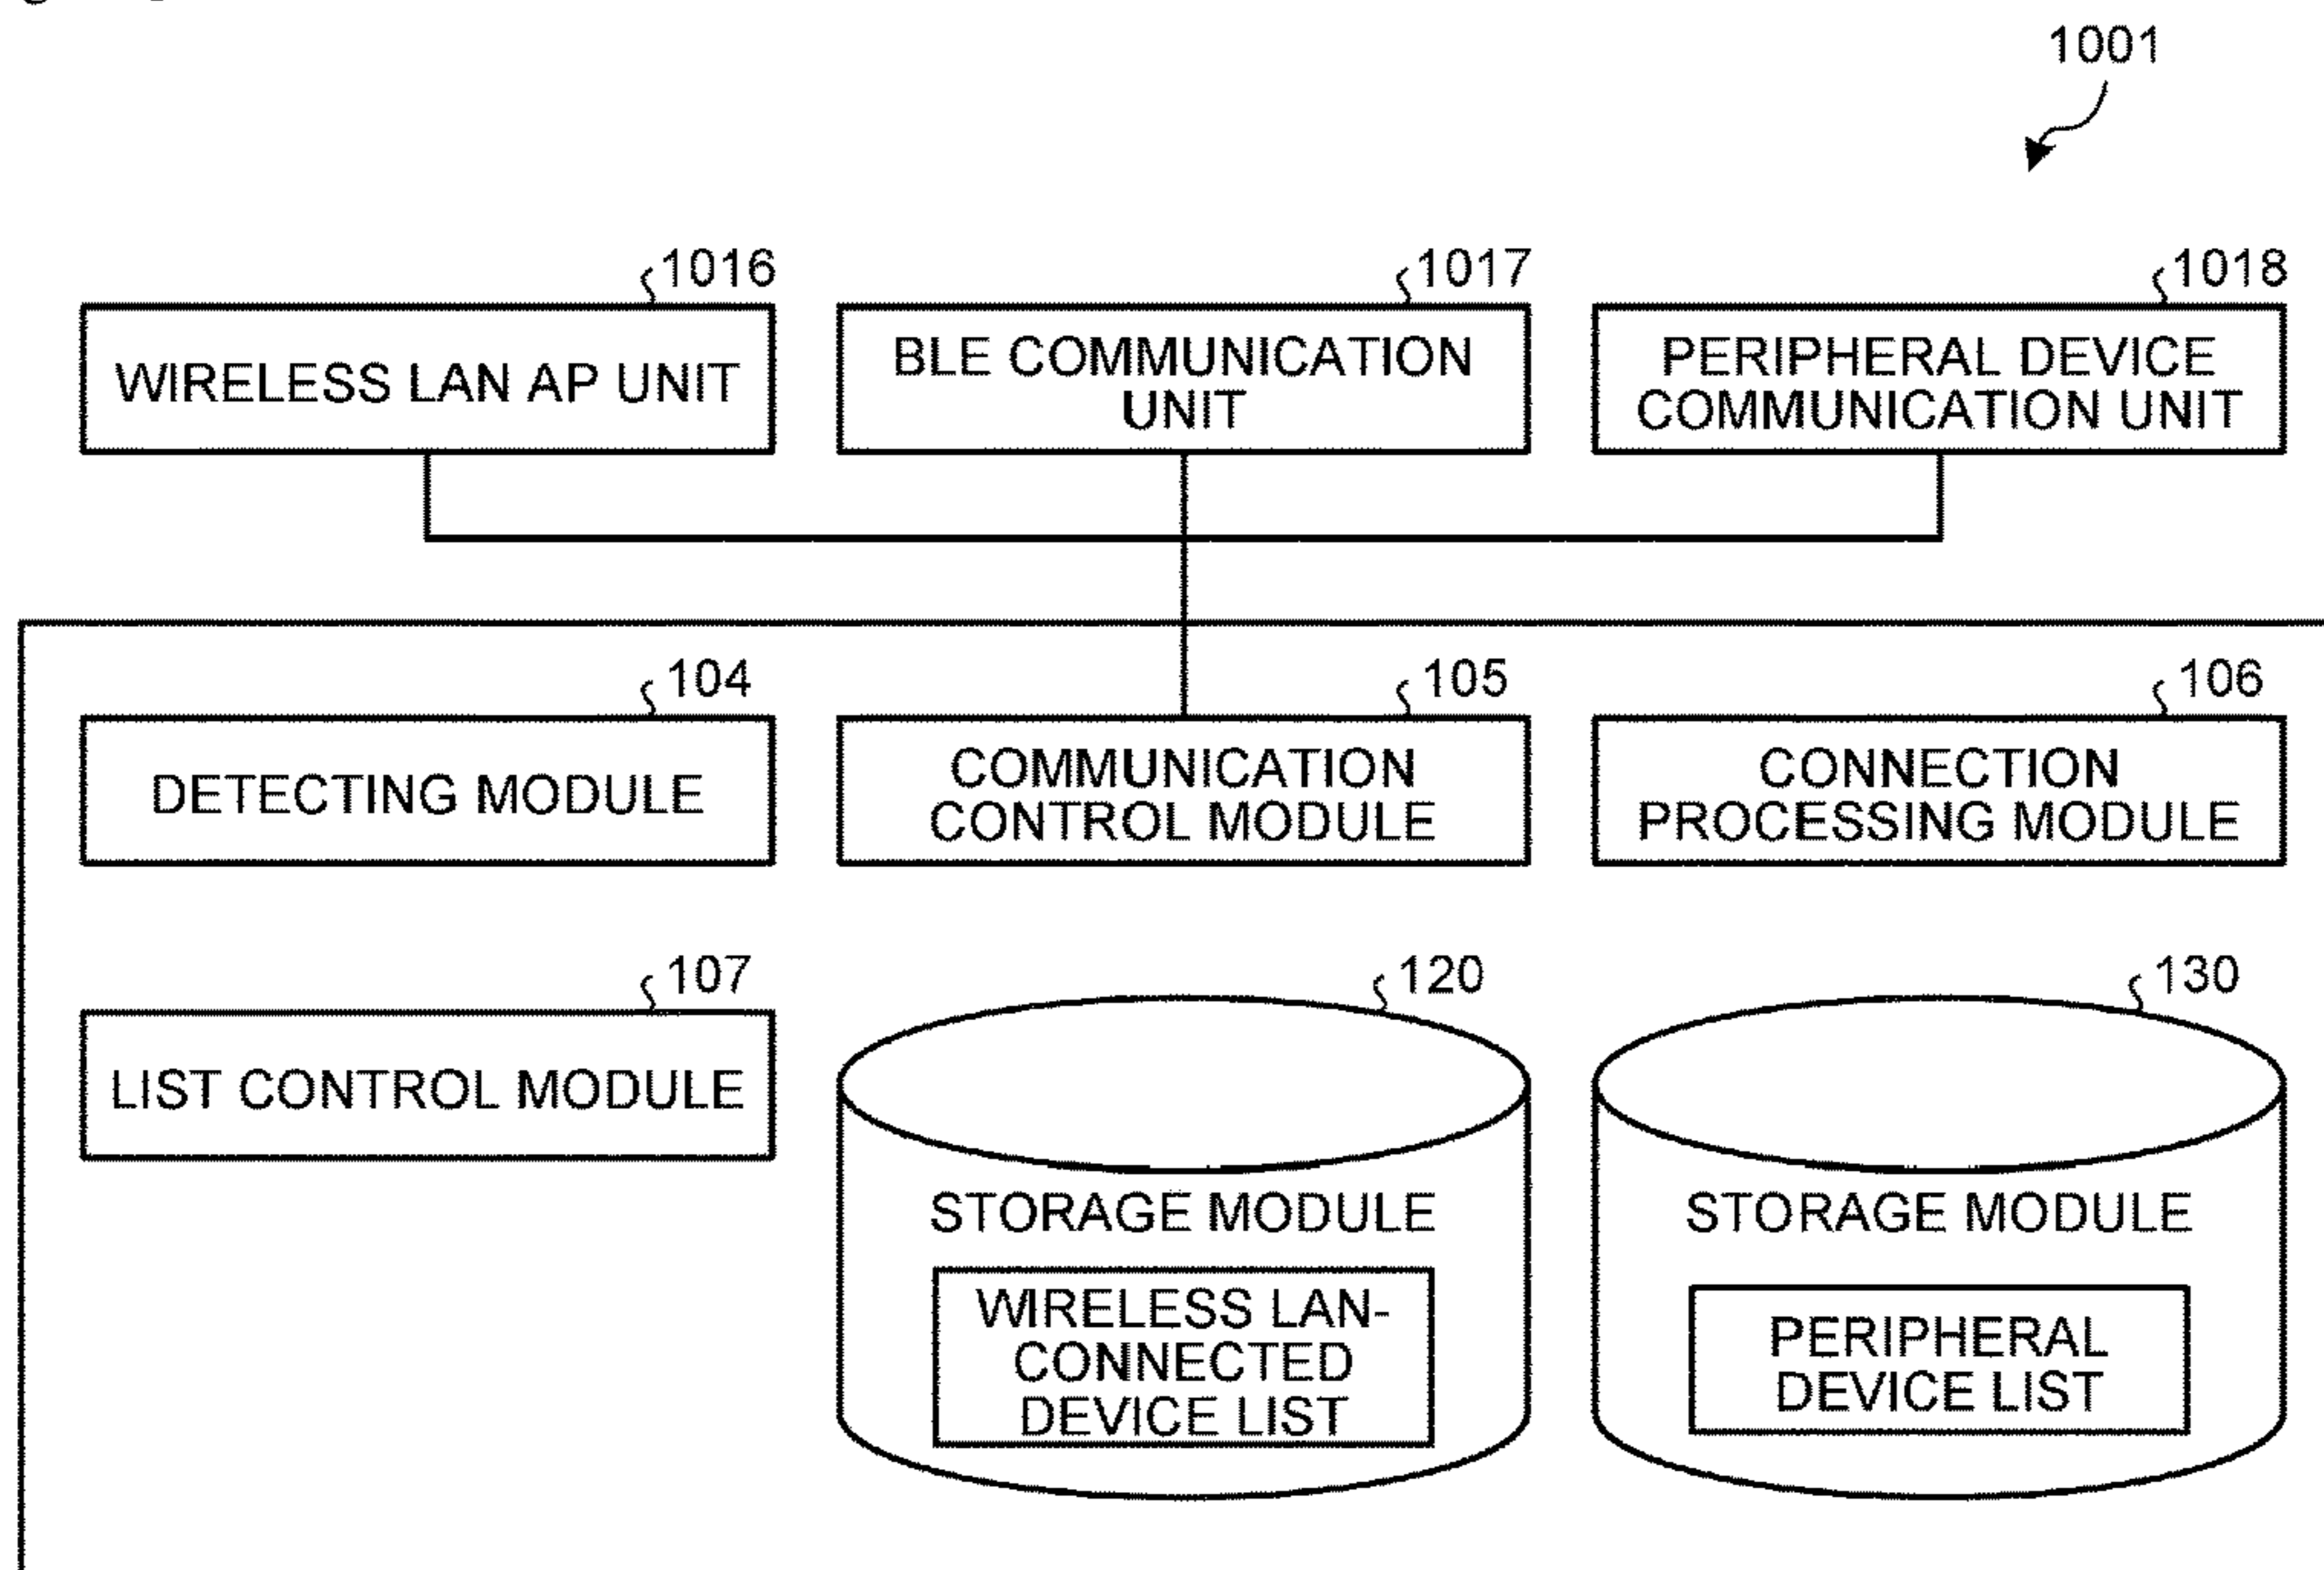 1001
1016
1017
1018
WIRELESS LAN AP UNIT
BLE COMMUNICATION
UNIT
PERIPHERAL DEVICE
COMMUNICATION UNIT
104
105
106
DETECTING MODULE
COMMUNICATION
CONTROL MODULE
CONNECTION
PROCESSING MODULE
107
120
130
LIST CONTROL MODULE
STORAGE MODULE
WIRELESS LAN-
CONNECTED
DEVICE LIST
STORAGE MODULE
PERIPHERAL
DEVICE LIST